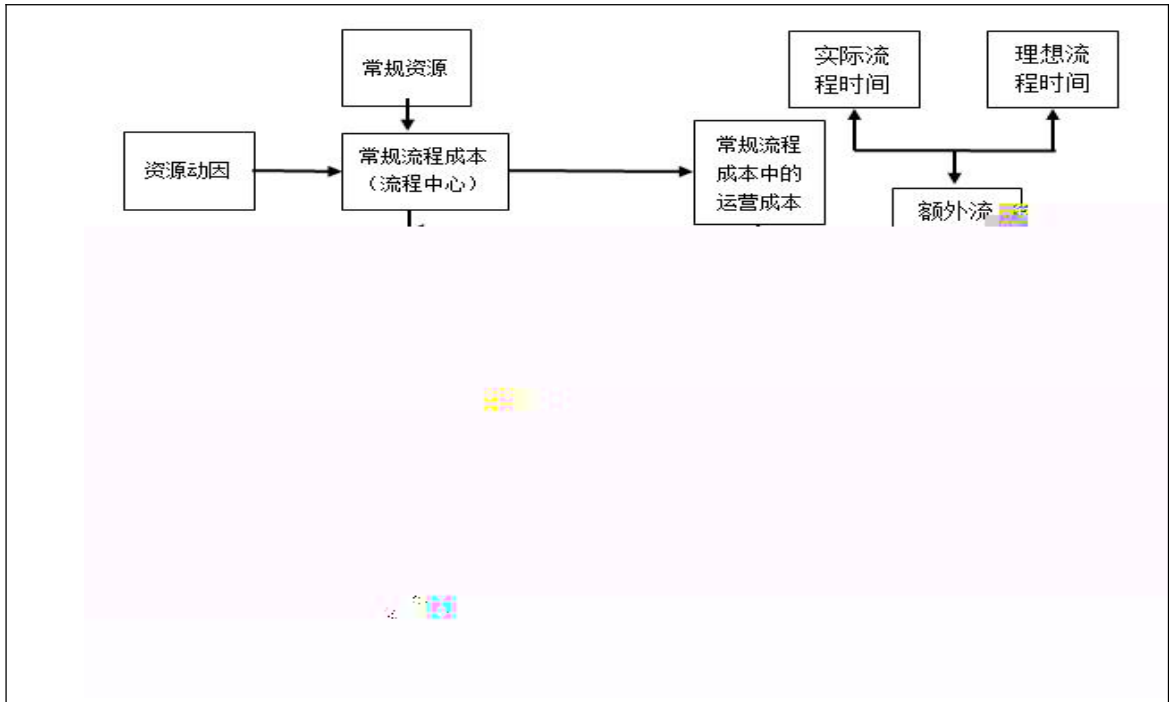 常规资源
实际流
程时间
理想流
程时间
资源动因
常规流程成本
（流程中心）
常规流程
成本中的
运营成本
额外流